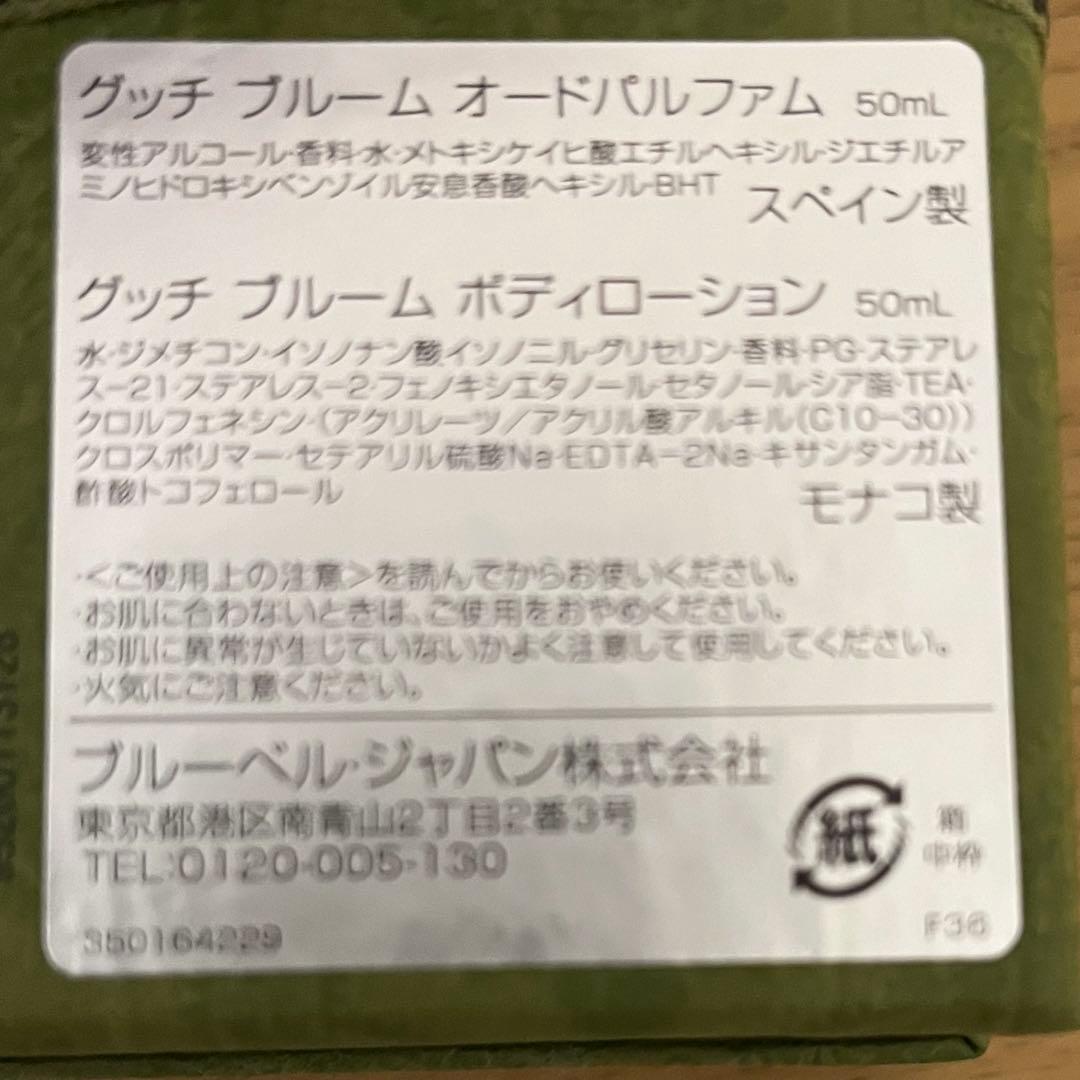 グッチ ブルーム オードパルファム 50mL
変性アルコール･香料･水･メトキシケイヒ酸エチルヘキシル･ジエチルア
ミノヒドロキシベンゾイル安息香酸ヘキシル･BHT
スペイン製
グッチ ブルーム ボディローション 50mL
水･ジメチコン･イソノナン酸イソノニル･グリセリン･香料･PG･ステアレ
ス－21･ステアレス－2･フェノキシエタノール･セタノール･シア脂･TEA･
クロルフェネシン･(アクリレーツ／アクリル酸アルキル(C10－30))
クロスポリマー･セテアリル硫酸Na･EDTA－2Na･キサンタンガム･
酢酸トコフェロール
モナコ製
･＜ご使用上の注意＞を読んでからお使いください。
･お肌に合わないときは、ご使用をおやめください。
･お肌に異常が生じていないかよく注意して使用してください。
･火気にご注意ください。
ブルーベル･ジャパン株式会社
東京都港区南青山2丁目2番3号
TEL:0120-005-130
紙
箱
中枠
350164229
F36